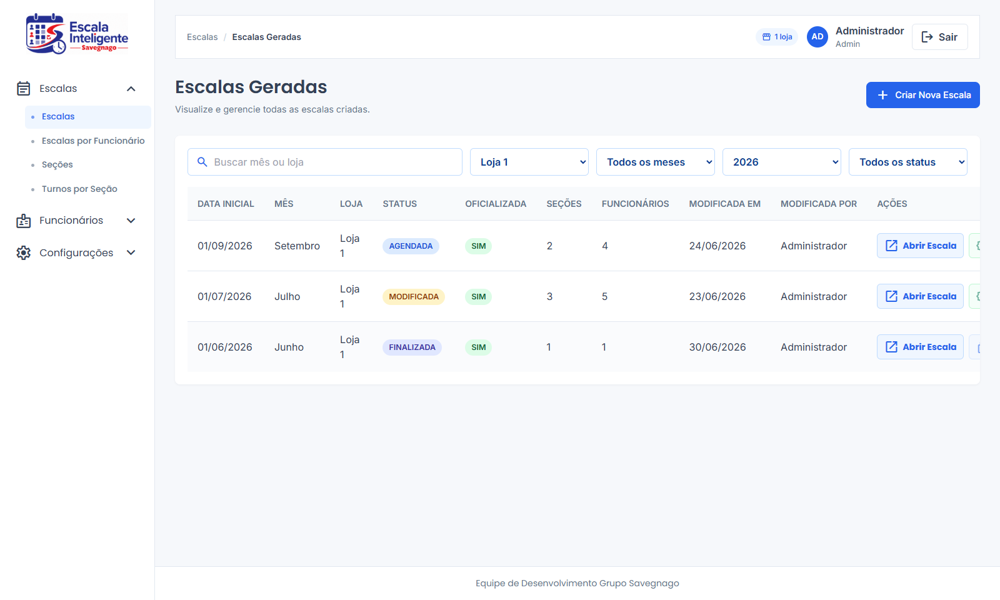 Escala
Inteligente
Savegnago
Escalas
Escalas
Escalas por Funcionário
Seções
Turnos por Seção
Funcionários
Configurações
Escalas / Escalas Geradas
1 loja
AD
Administrador
Admin
Sair
Escalas Geradas
Visualize e gerencie todas as escalas criadas.
Criar Nova Escala
Buscar mês ou loja
Loja 1
Todos os meses
2026
Todos os status
DATA INICIAL MÊS LOJA STATUS OFICIALIZADA SEÇÕES FUNCIONÁRIOS MODIFICADA EM MODIFICADA POR AÇÕES
01/09/2026 Setembro Loja 1 AGENDADA SIM 2 4 24/06/2026 Administrador Abrir Escala
01/07/2026 Julho Loja 1 MODIFICADA SIM 3 5 23/06/2026 Administrador Abrir Escala
01/06/2026 Junho Loja 1 FINALIZADA SIM 1 1 30/06/2026 Administrador Abrir Escala
Equipe de Desenvolvimento Grupo Savegnago